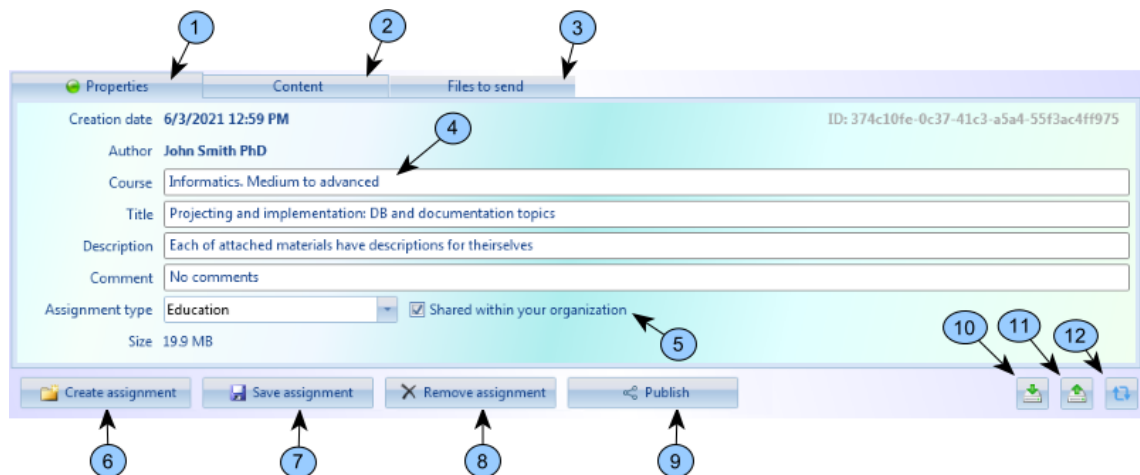 1
2
3
Properties
Content
Files to send
Creation date 6/3/2021 12:59 PM
ID: 374c10fe-0c37-41c3-a5a4-55f3ac4ff975
4
Author John Smith PhD
Course Informatics. Medium to advanced
Title Projecting and implementation: DB and documentation topics
Description Each of attached materials have descriptions for theirselves
Comment No comments
Assignment type Education
Shared within your organization
5
Size 19.9 MB
10
11
12
Create assignment
Save assignment
Remove assignment
Publish
6
7
8
9